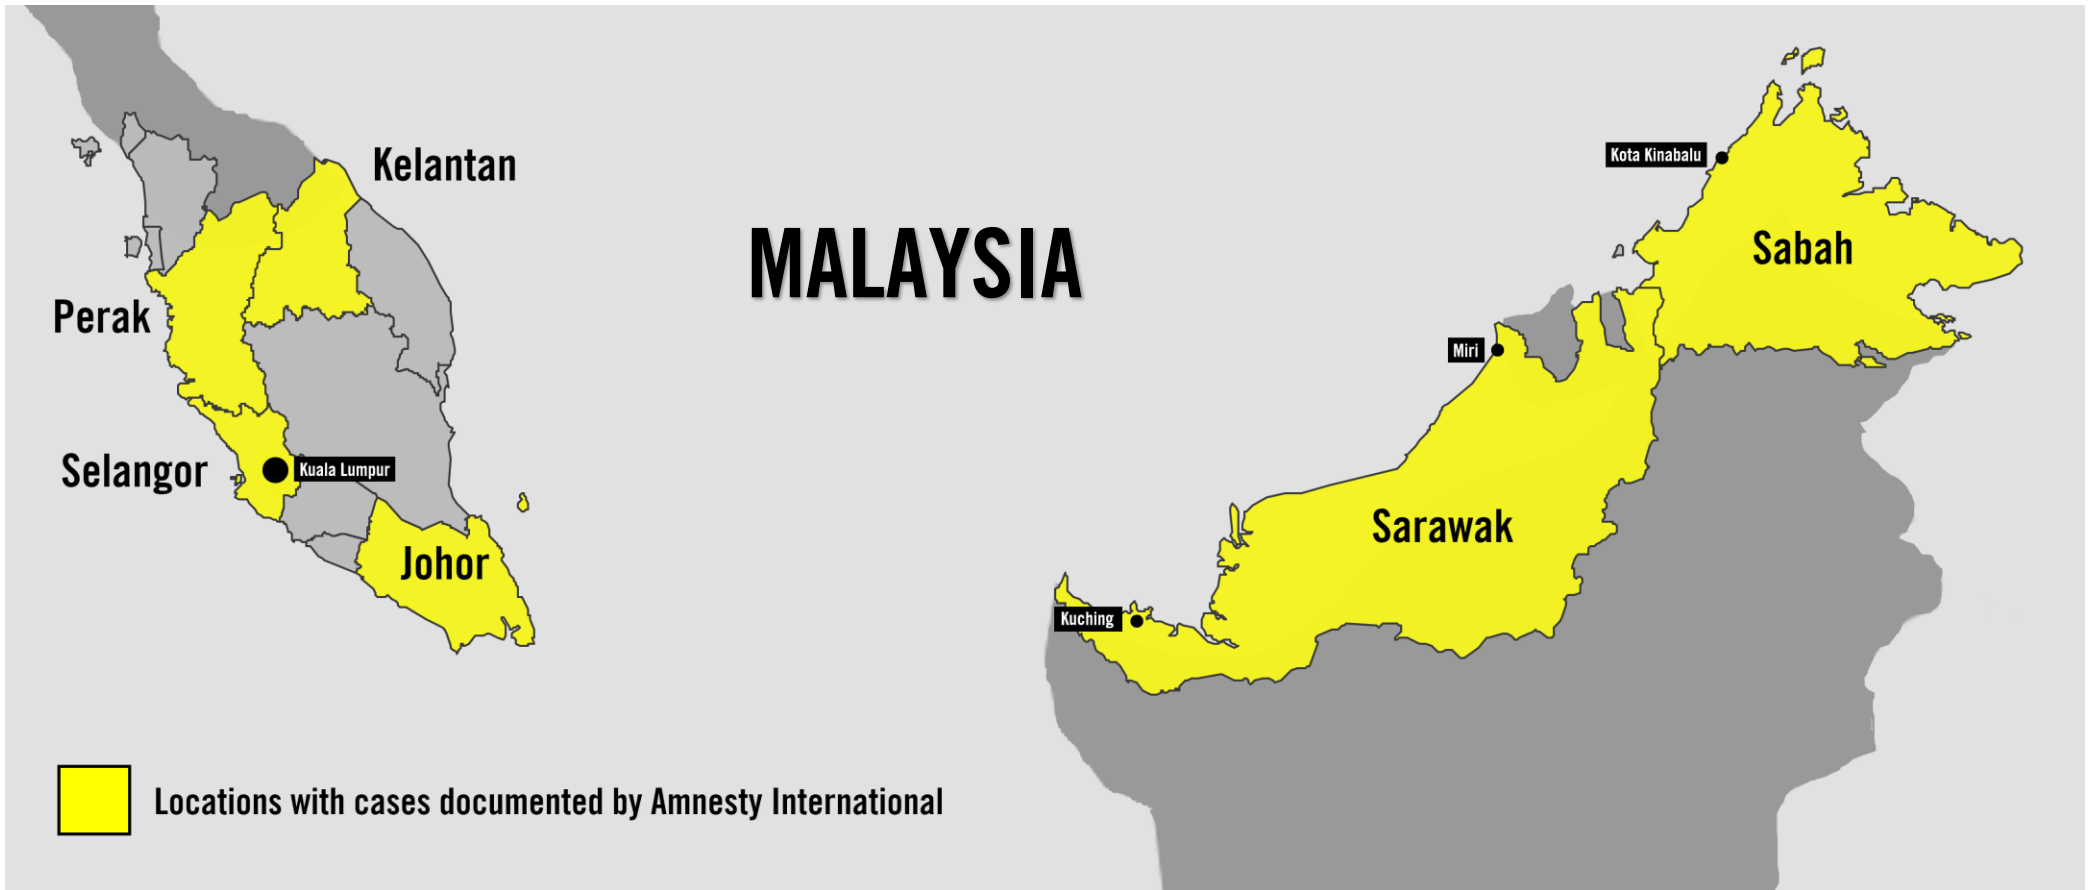 Kelantan
Kota Kinabalu
MALAYSIA
Sabah
Perak
Miri
Selangor
Kuala Lumpur
Sarawak
Johor
Kuching
Locations with cases documented by Amnesty International